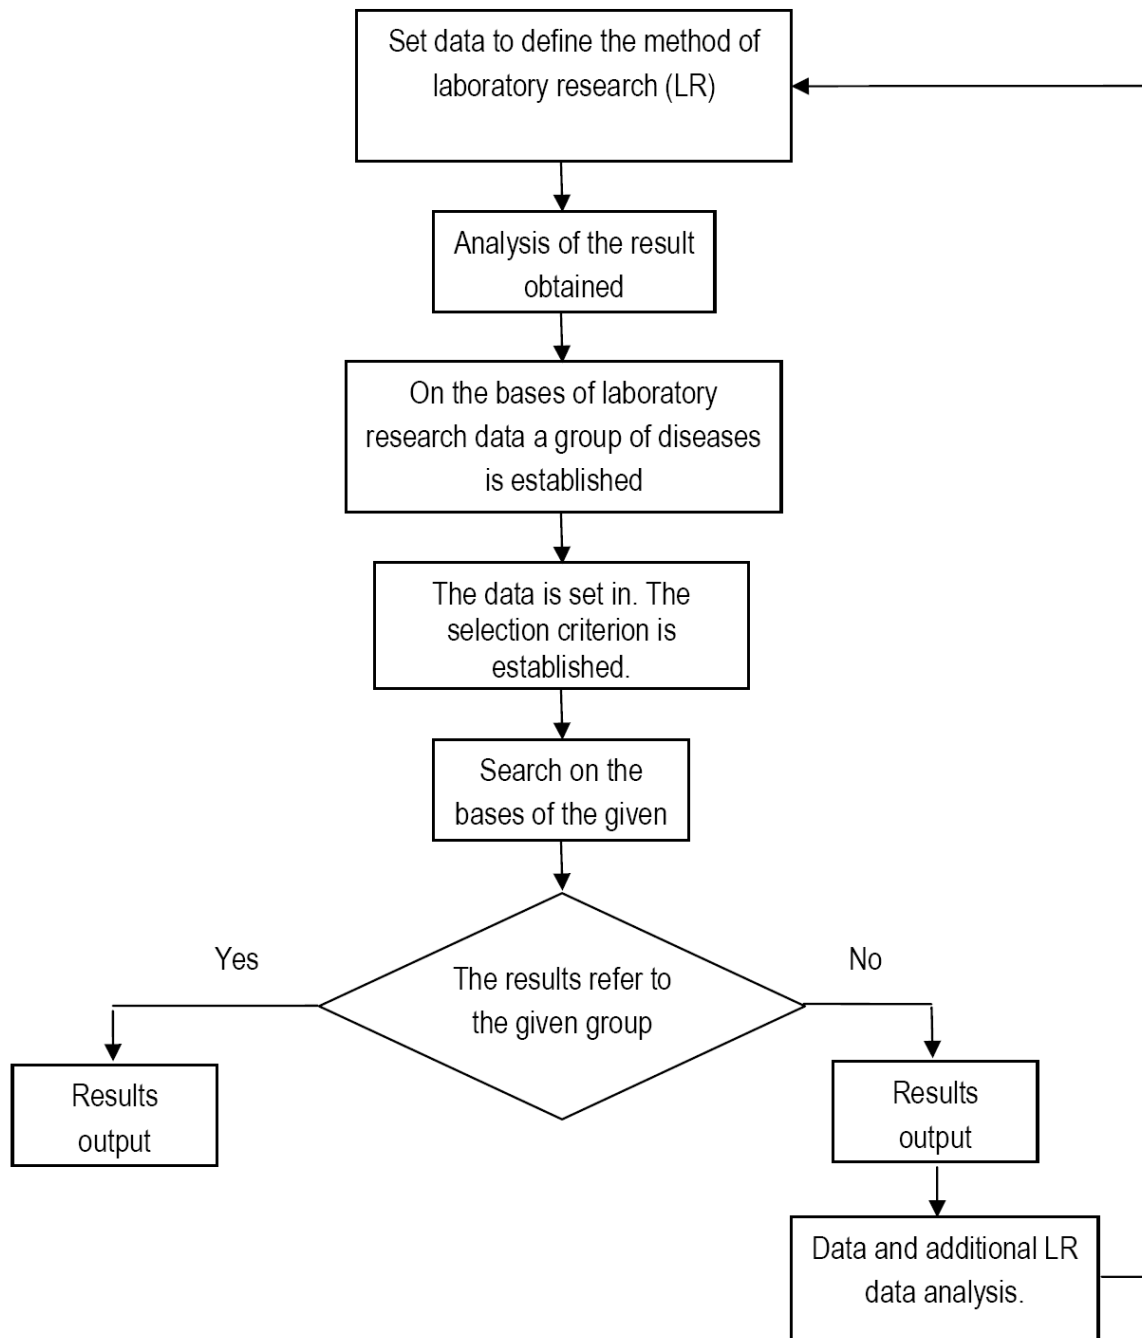 Set data to define the method of
laboratory research (LR)
Analysis of the result
obtained
On the bases of laboratory
research data a group of diseases
is established
The data is set in. The
selection criterion is
established.
Search on the
bases of the given
Yes
No
The results refer to
the given group
Results
output
Results
output
Data and additional LR
data analysis.